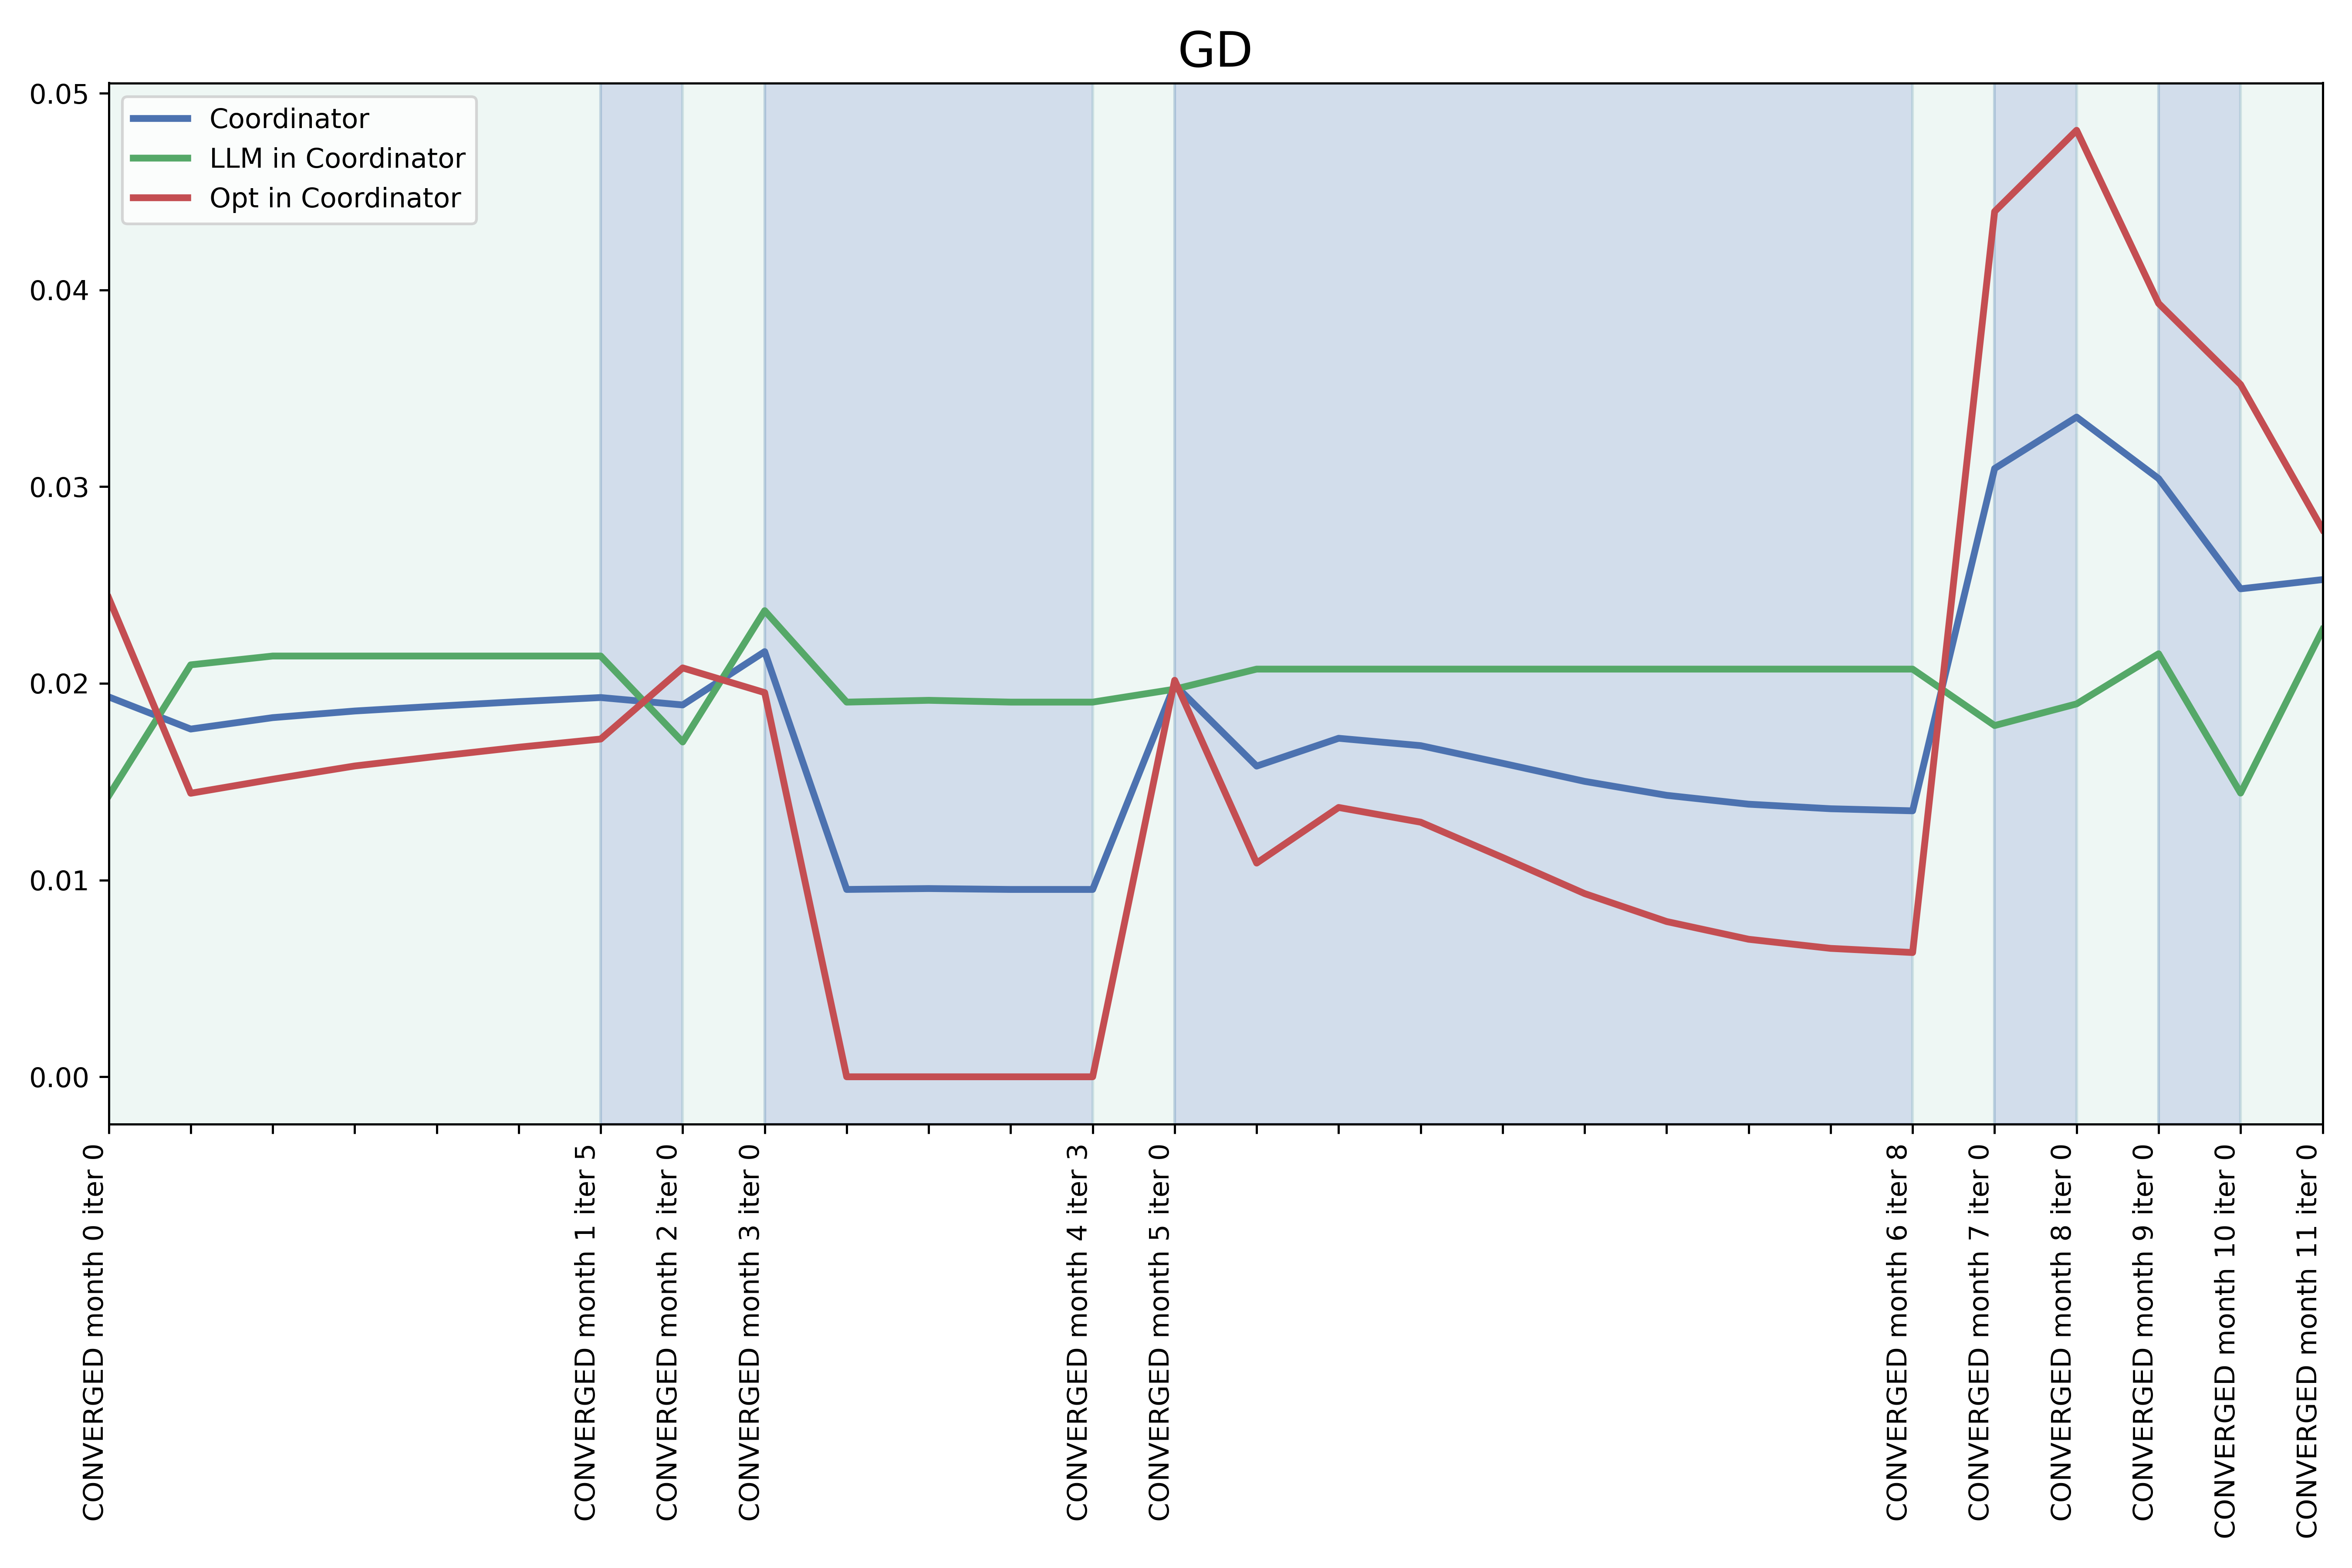 GD
0.05
0.04
0.03
0.02
0.01
0.00
Coordinator
LLM in Coordinator
Opt in Coordinator
CONVERGED month 0 iter 0
CONVERGED month 1 iter 5
CONVERGED month 2 iter 0
CONVERGED month 3 iter 0
CONVERGED month 4 iter 3
CONVERGED month 5 iter 0
CONVERGED month 6 iter 8
CONVERGED month 7 iter 0
CONVERGED month 8 iter 0
CONVERGED month 9 iter 0
CONVERGED month 10 iter 0
CONVERGED month 11 iter 0